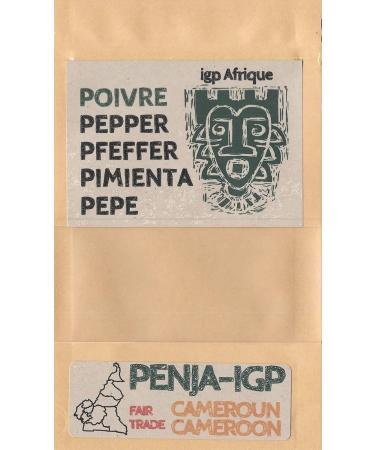 igp Afrique
POIVRE
PEPPER
PFEFFER
PIMIENTA
PEPE
PENJA-IGP
FAIR TRADE
CAMEROUN
CAMEROON